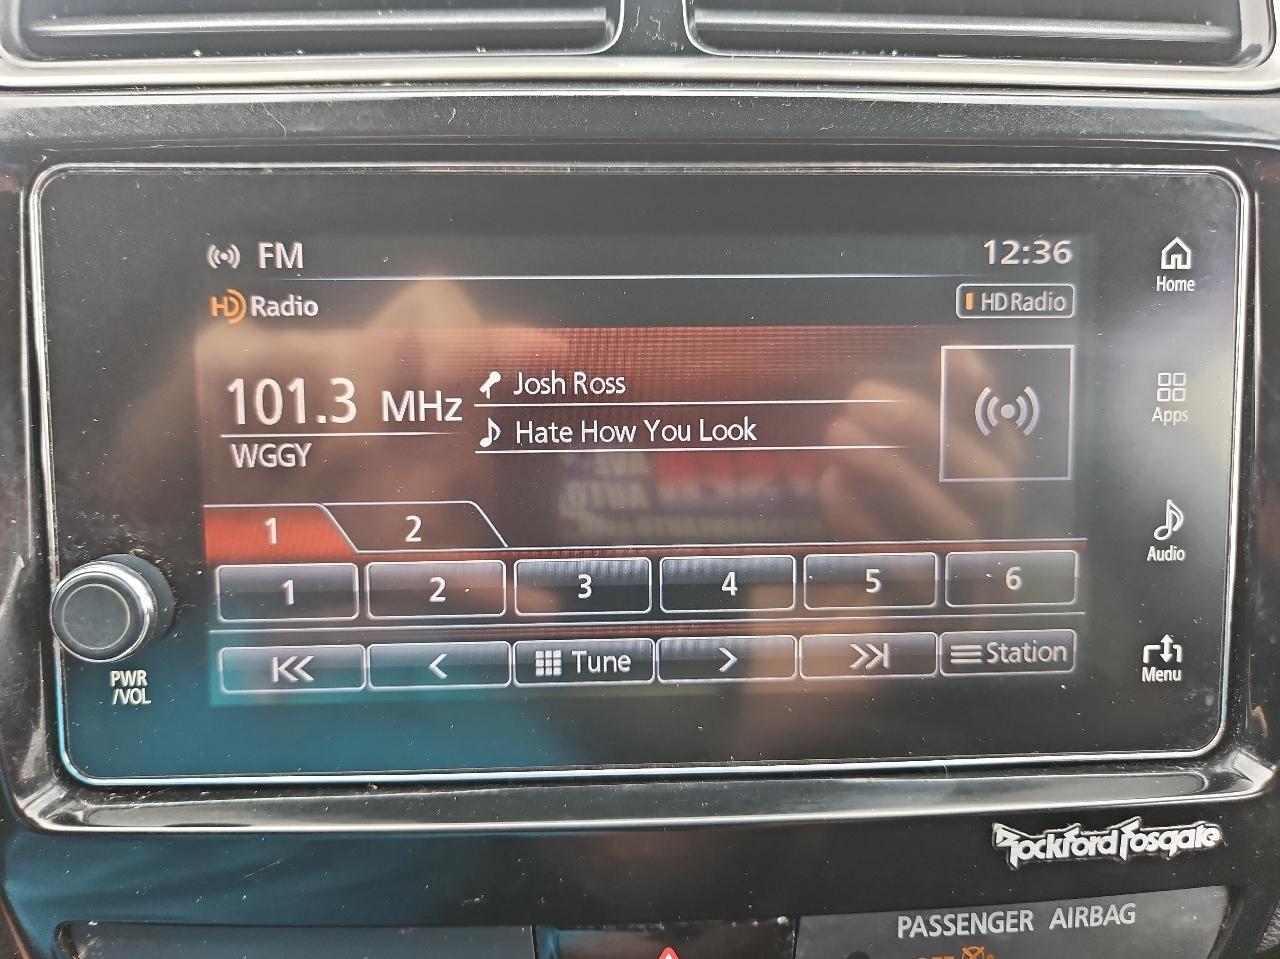 FM
12:36
HD Radio
HD Radio
Home
101.3 MHz
Josh Ross
Hate How You Look
WGGY
Apps
1
2
Audio
1
2
3
4
5
6
Tune
Station
PWR
/VOL
Menu
Rockford Fosgate
PASSENGER AIRBAG
OFF